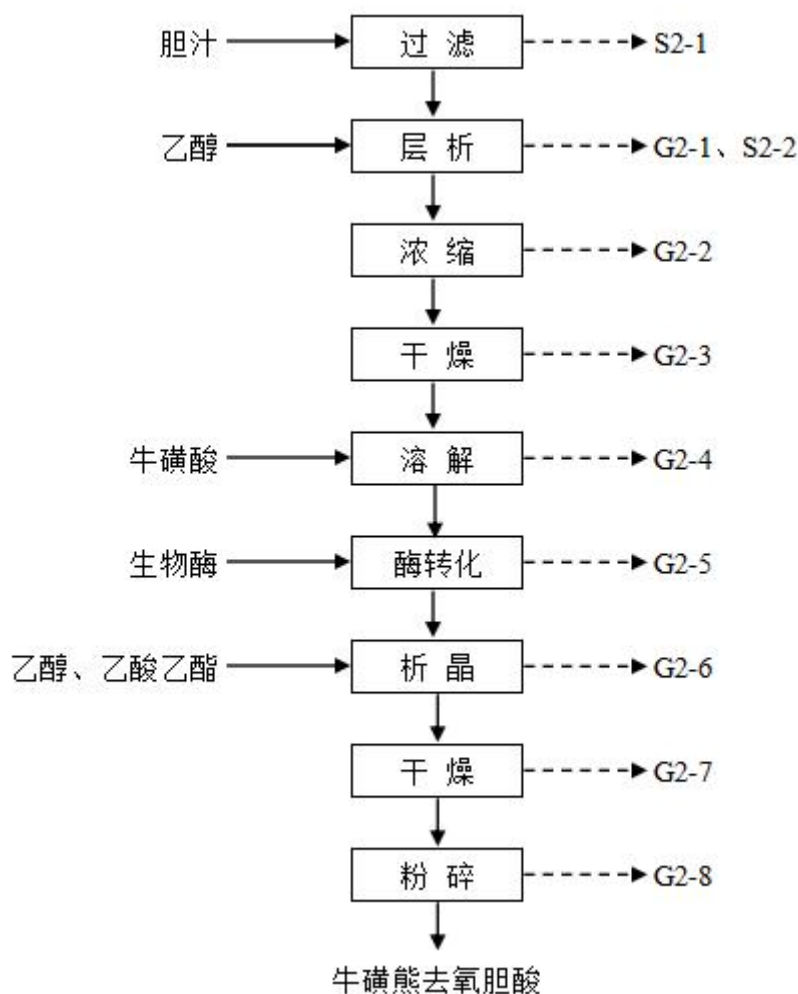 胆汁 过滤 S2-1
乙醇 层析 G2-1、S2-2
浓缩 G2-2
干燥 G2-3
牛磺酸 溶解 G2-4
生物酶 酶转化 G2-5
乙醇、乙酸乙酯 析晶 G2-6
干燥 G2-7
粉碎 G2-8
牛磺熊去氧胆酸